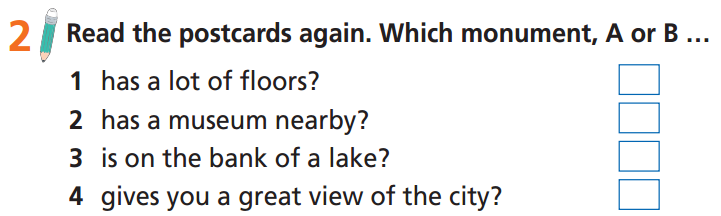 2 Read the postcards again. Which monument, A or B ...
1 has a lot of floors?
2 has a museum nearby?
3 is on the bank of a lake?
4 gives you a great view of the city?